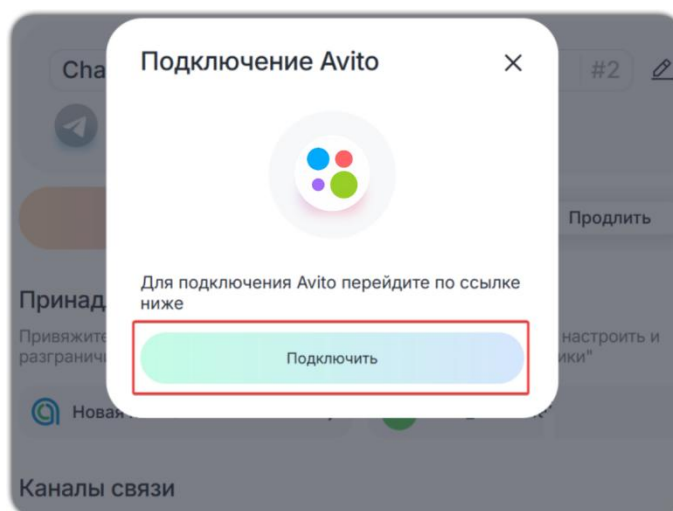 Подключение Avito
Cha
#2
Продлить
Для подключения Avito перейдите по ссылке
ниже
Принад
Привяжите
настроить и
разгранич
ики"
Подключить
Новая
Каналы связи